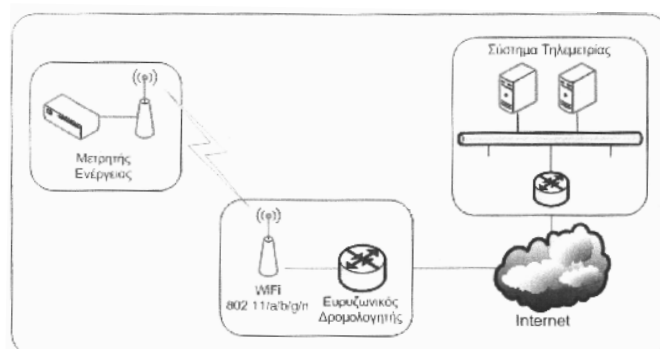 Σύστημα Τηλεμετρίας
Μετρητής
Ενέργειας
WiFi
802 11/a/b/g/n
Ευρυζωνικός
Δρομολογητής
Internet